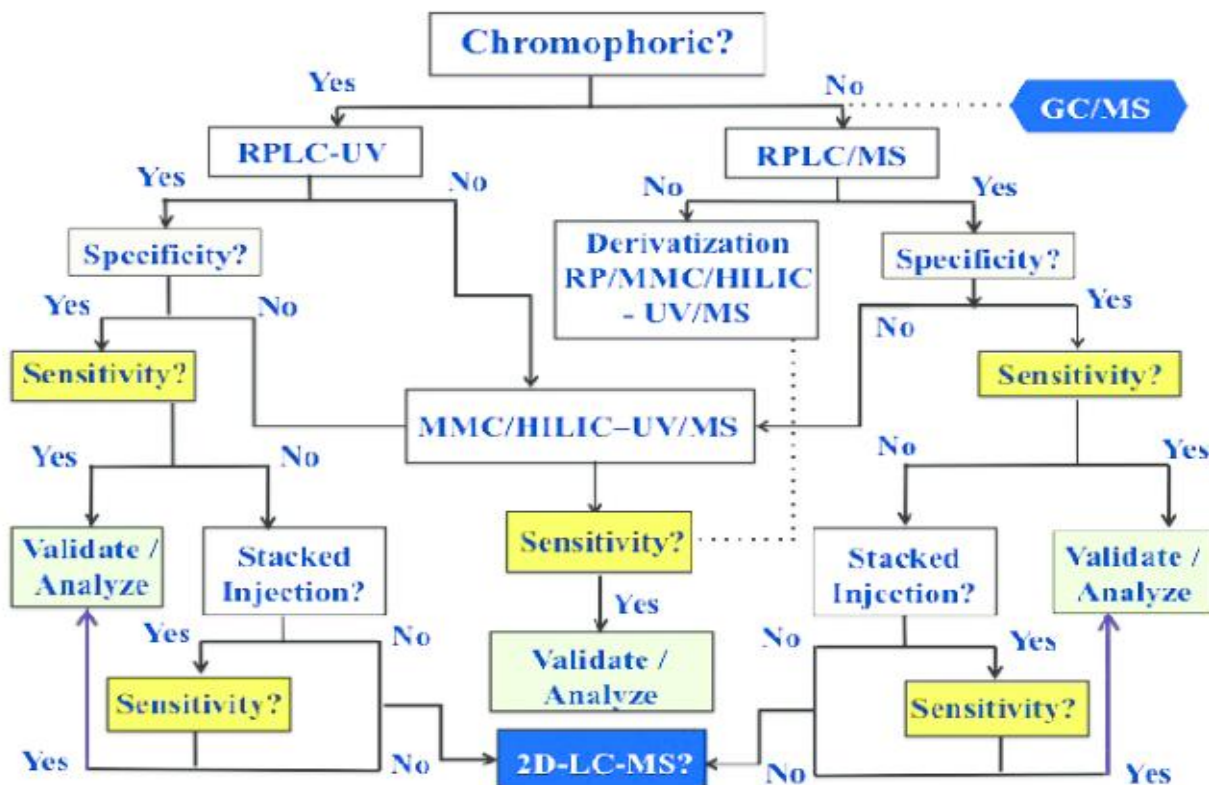 Chromophoric?
Yes
No
GC/MS
RPLC-UV
RPLC/MS
Yes
No
No
Yes
Specificity?
Derivatization
RP/MMC/HILIC
- UV/MS
Specificity?
Yes
No
No
Yes
Sensitivity?
Sensitivity?
MMC/HILIC–UV/MS
Yes
No
No
Yes
Validate /
Analyze
Stacked
Injection?
Sensitivity?
Stacked
Injection?
Validate /
Analyze
Yes
No
Yes
No
Yes
Sensitivity?
Validate /
Analyze
Sensitivity?
Yes
No
2D-LC-MS?
No
Yes